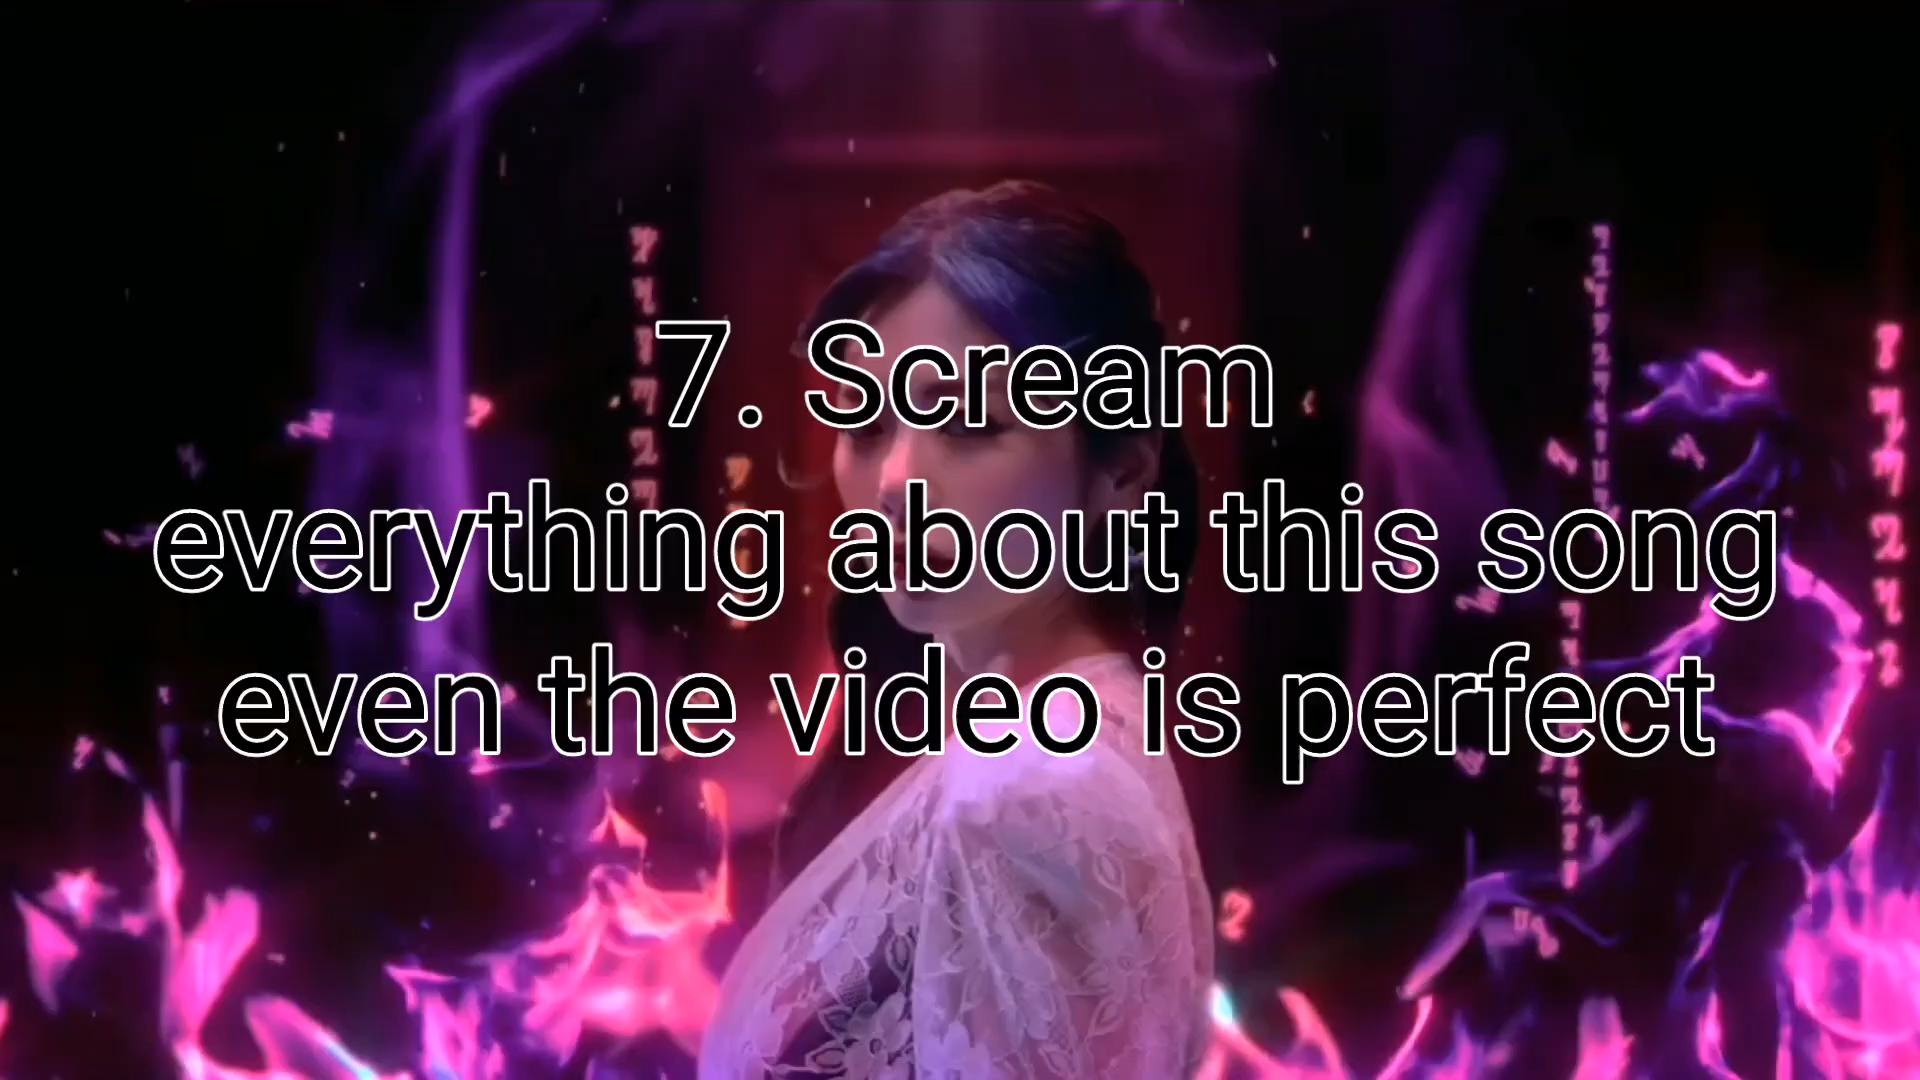 7. Scream
everything about this song
even the video is perfect